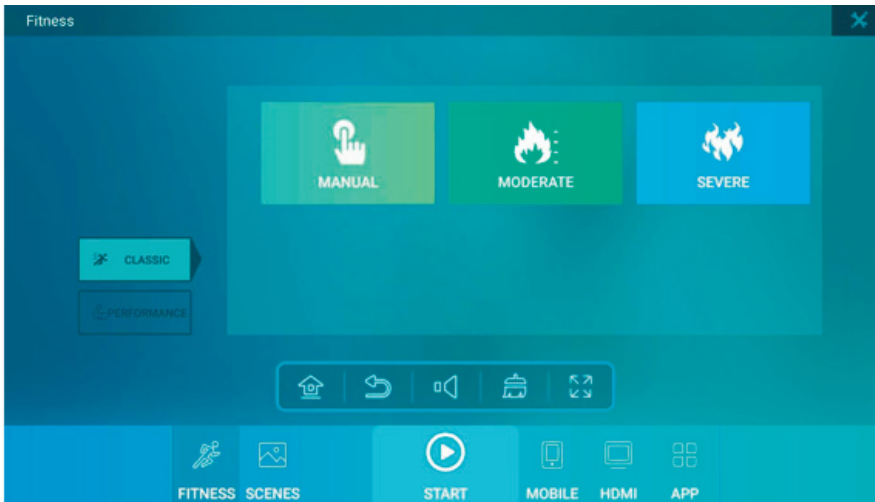 Fitness
MANUAL
MODERATE
SEVERE
CLASSIC
PERFORMANCE
FITNESS
SCENES
START
MOBILE
HDMI
APP